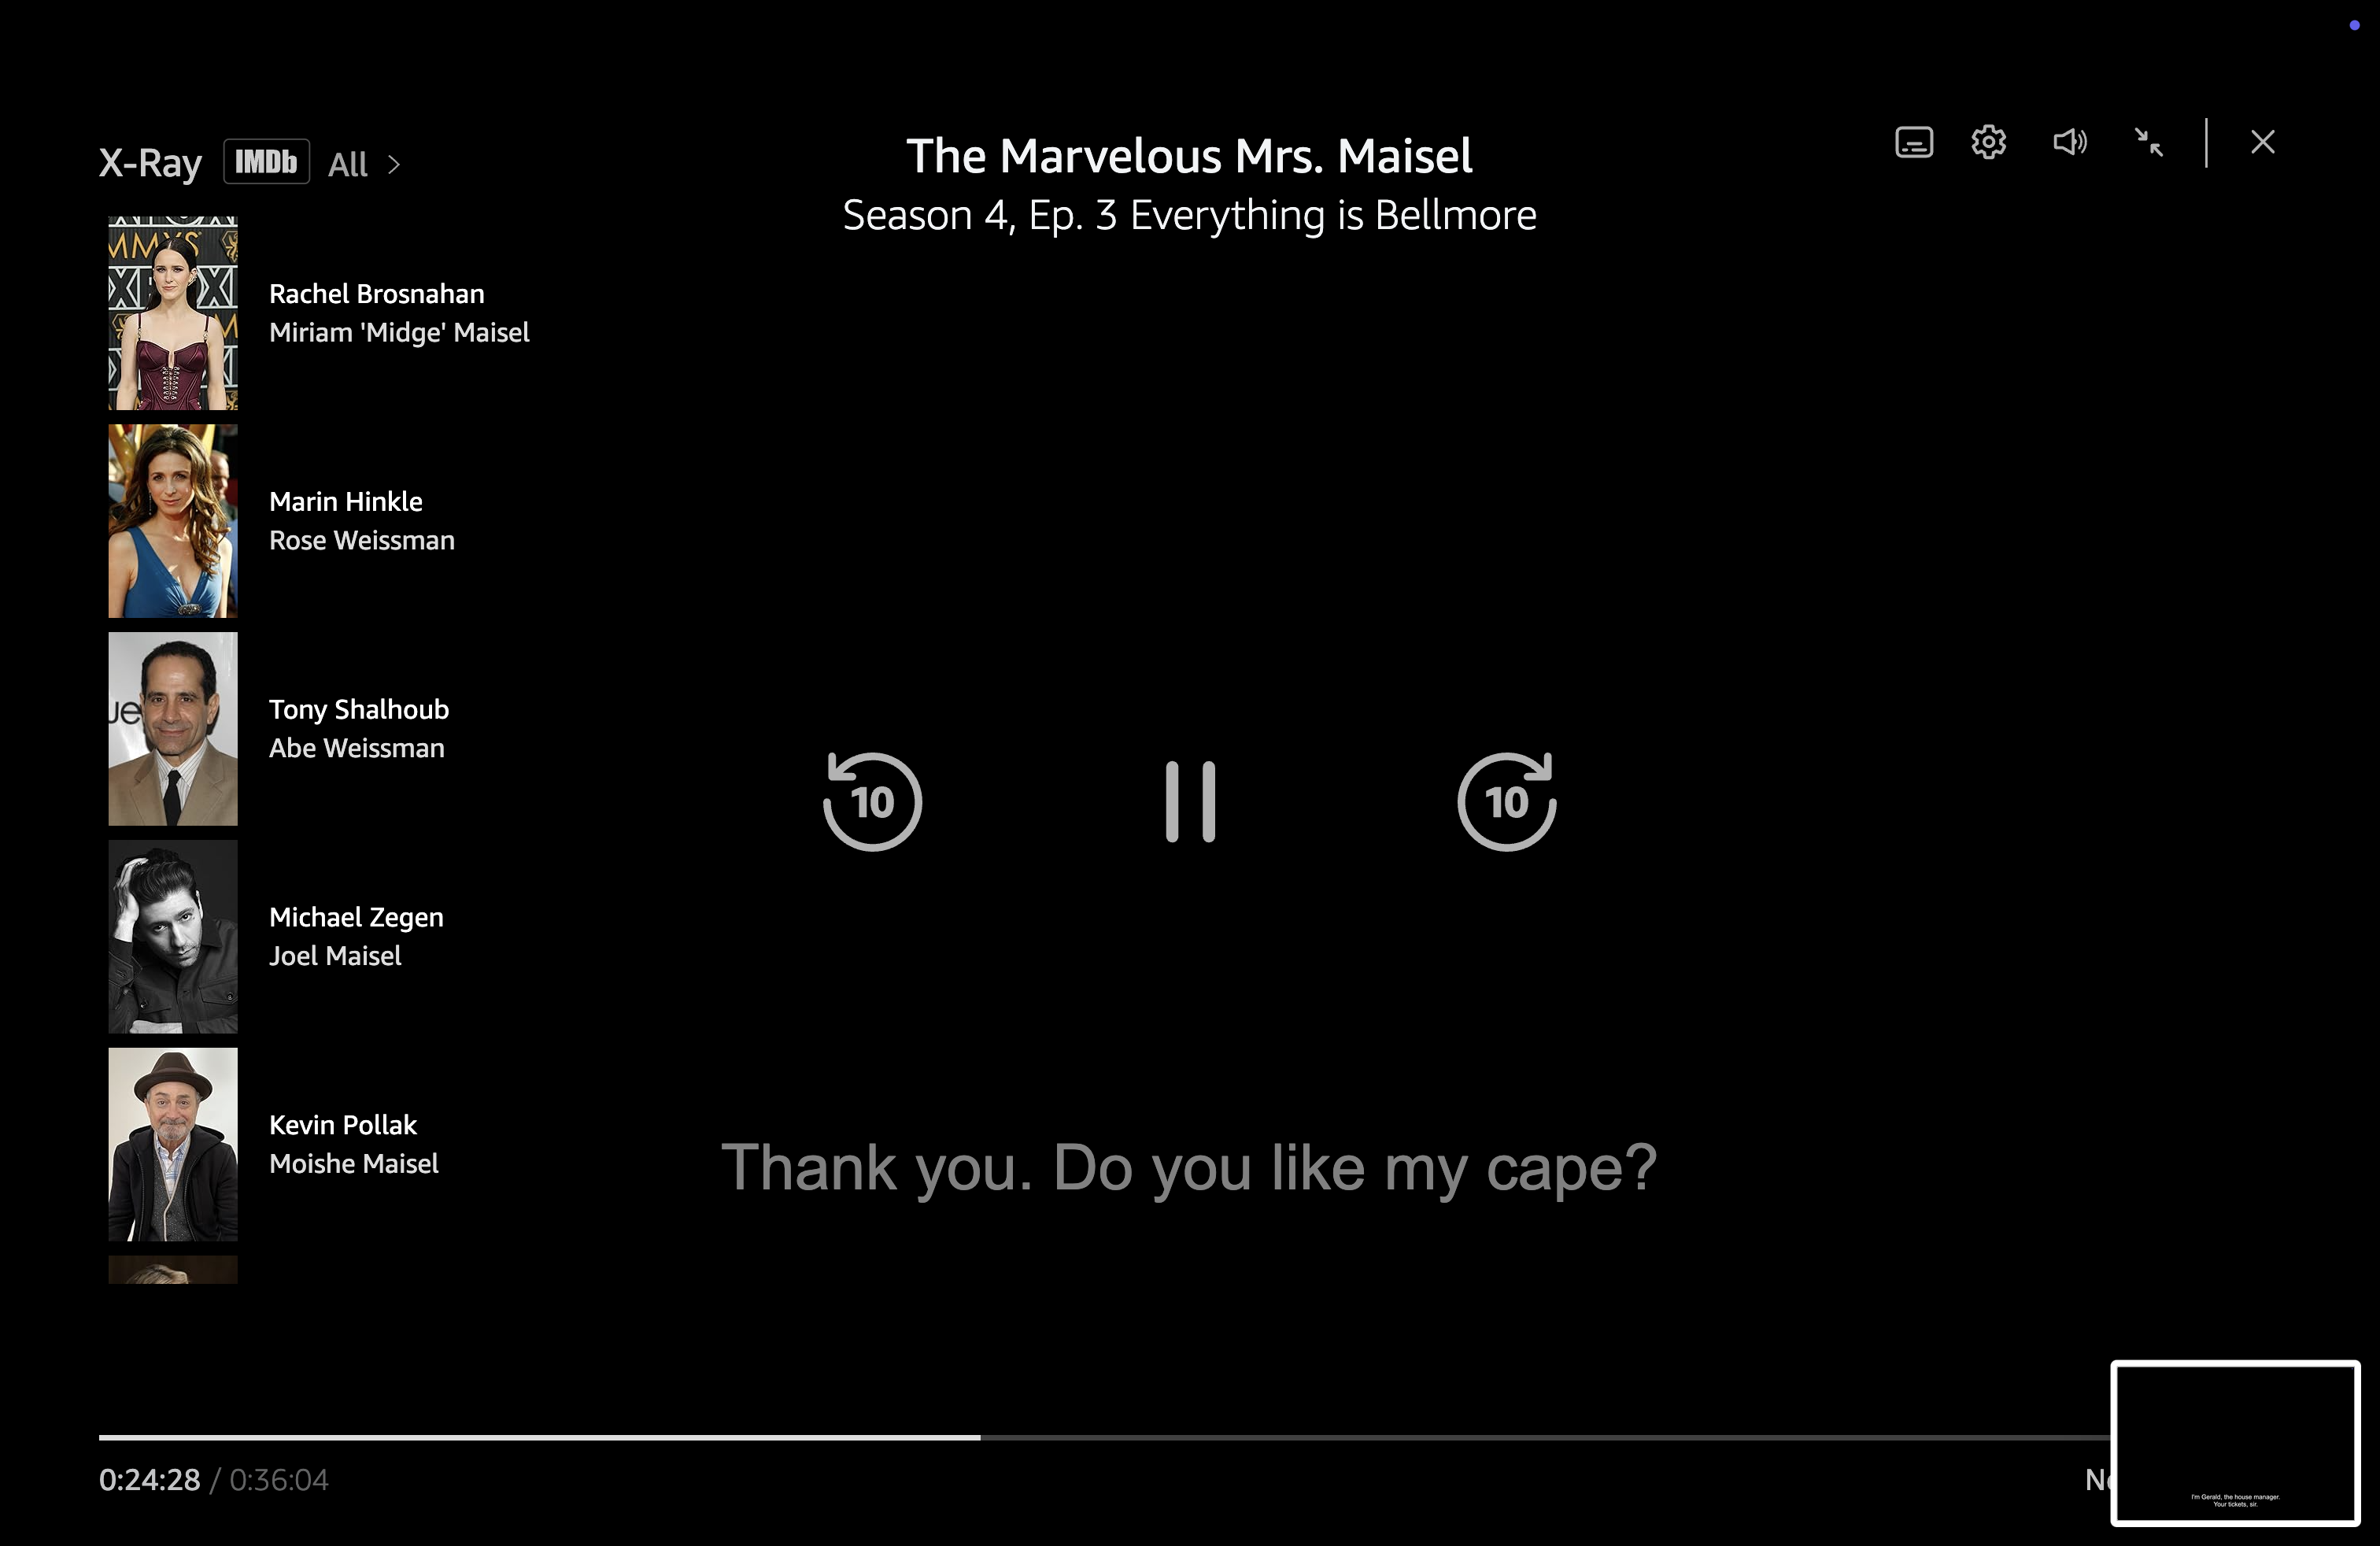 X-Ray IMDb All
The Marvelous Mrs. Maisel
Season 4, Ep. 3 Everything is Bellmore
Rachel Brosnahan
Miriam 'Midge' Maisel
Marin Hinkle
Rose Weissman
Tony Shalhoub
Abe Weissman
Michael Zegen
Joel Maisel
Kevin Pollak
Moishe Maisel
10
10
Thank you. Do you like my cape?
0:24:28 / 0:36:04
I'm Gerald, the house manager.
Your tickets, sir.